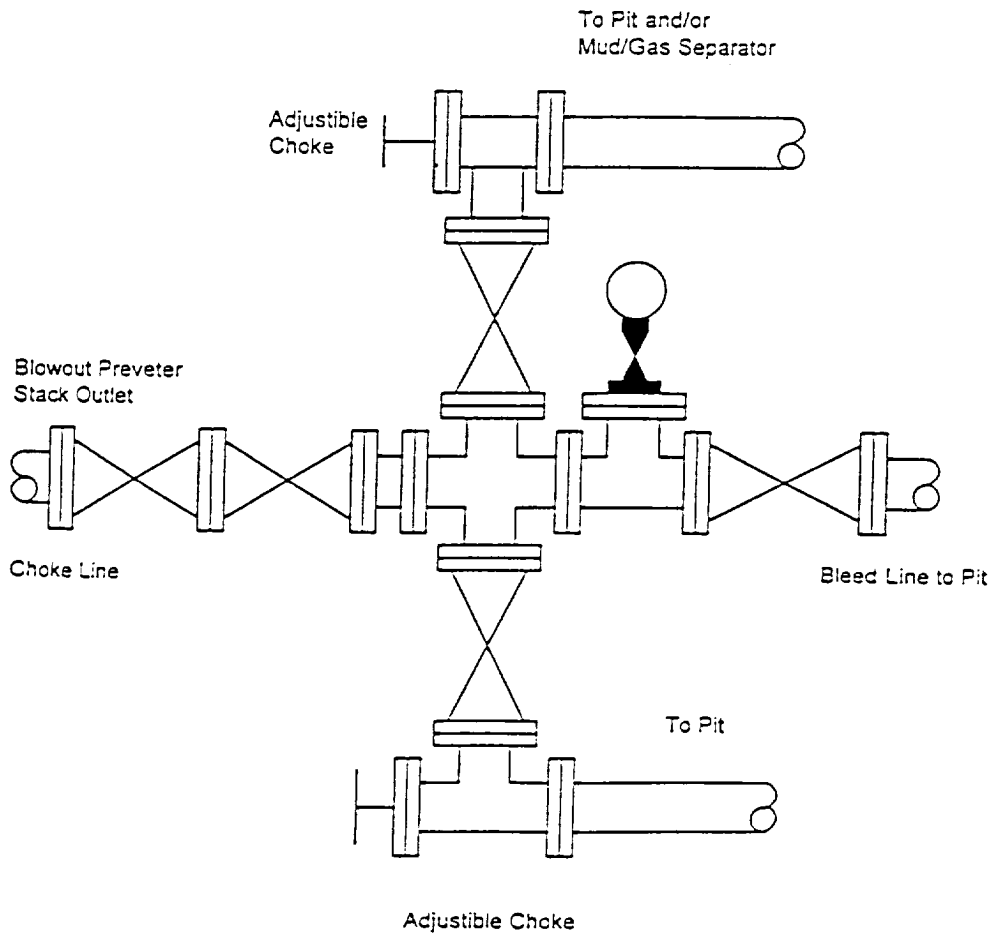 To Pit and/or
Mud/Gas Separator
Adjustible
Choke
Blowout Preveter
Stack Outlet
Choke Line
Bleed Line to Pit
To Pit
Adjustible Choke